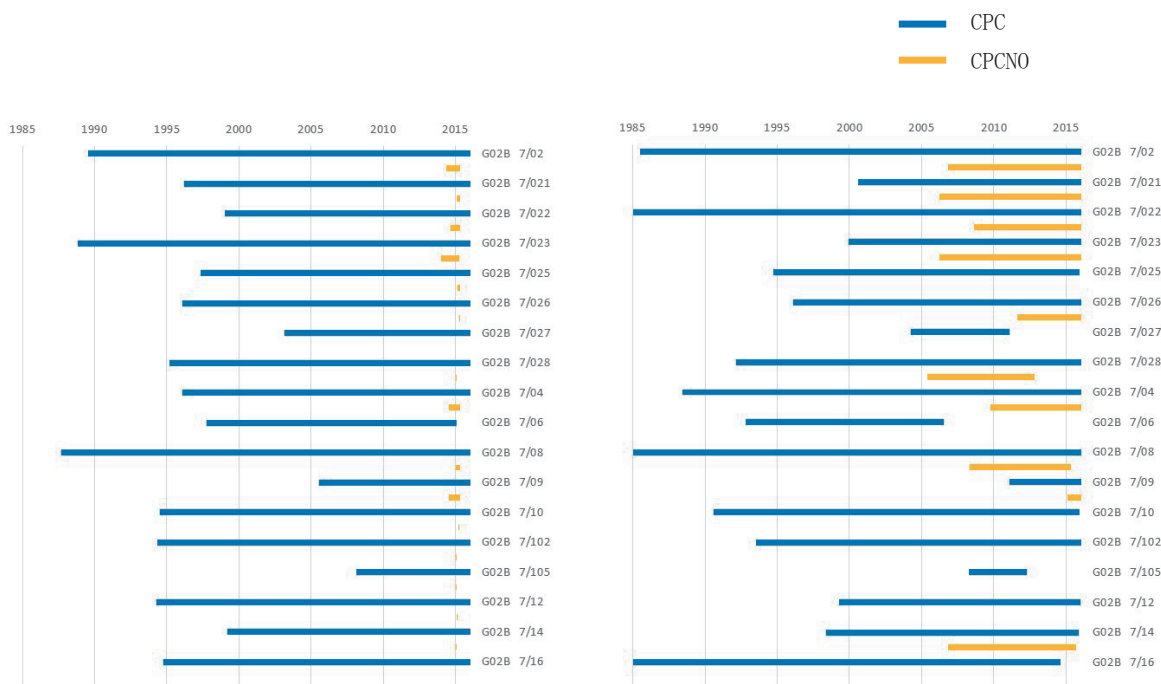 CPC
CPCNO
1985 1990 1995 2000 2005 2010 2015
G02B 7/02
G02B 7/021
G02B 7/022
G02B 7/023
G02B 7/025
G02B 7/026
G02B 7/027
G02B 7/028
G02B 7/04
G02B 7/06
G02B 7/08
G02B 7/09
G02B 7/10
G02B 7/102
G02B 7/105
G02B 7/12
G02B 7/14
G02B 7/16
1985 1990 1995 2000 2005 2010 2015
G02B 7/02
G02B 7/021
G02B 7/022
G02B 7/023
G02B 7/025
G02B 7/026
G02B 7/027
G02B 7/028
G02B 7/04
G02B 7/06
G02B 7/08
G02B 7/09
G02B 7/10
G02B 7/102
G02B 7/105
G02B 7/12
G02B 7/14
G02B 7/16